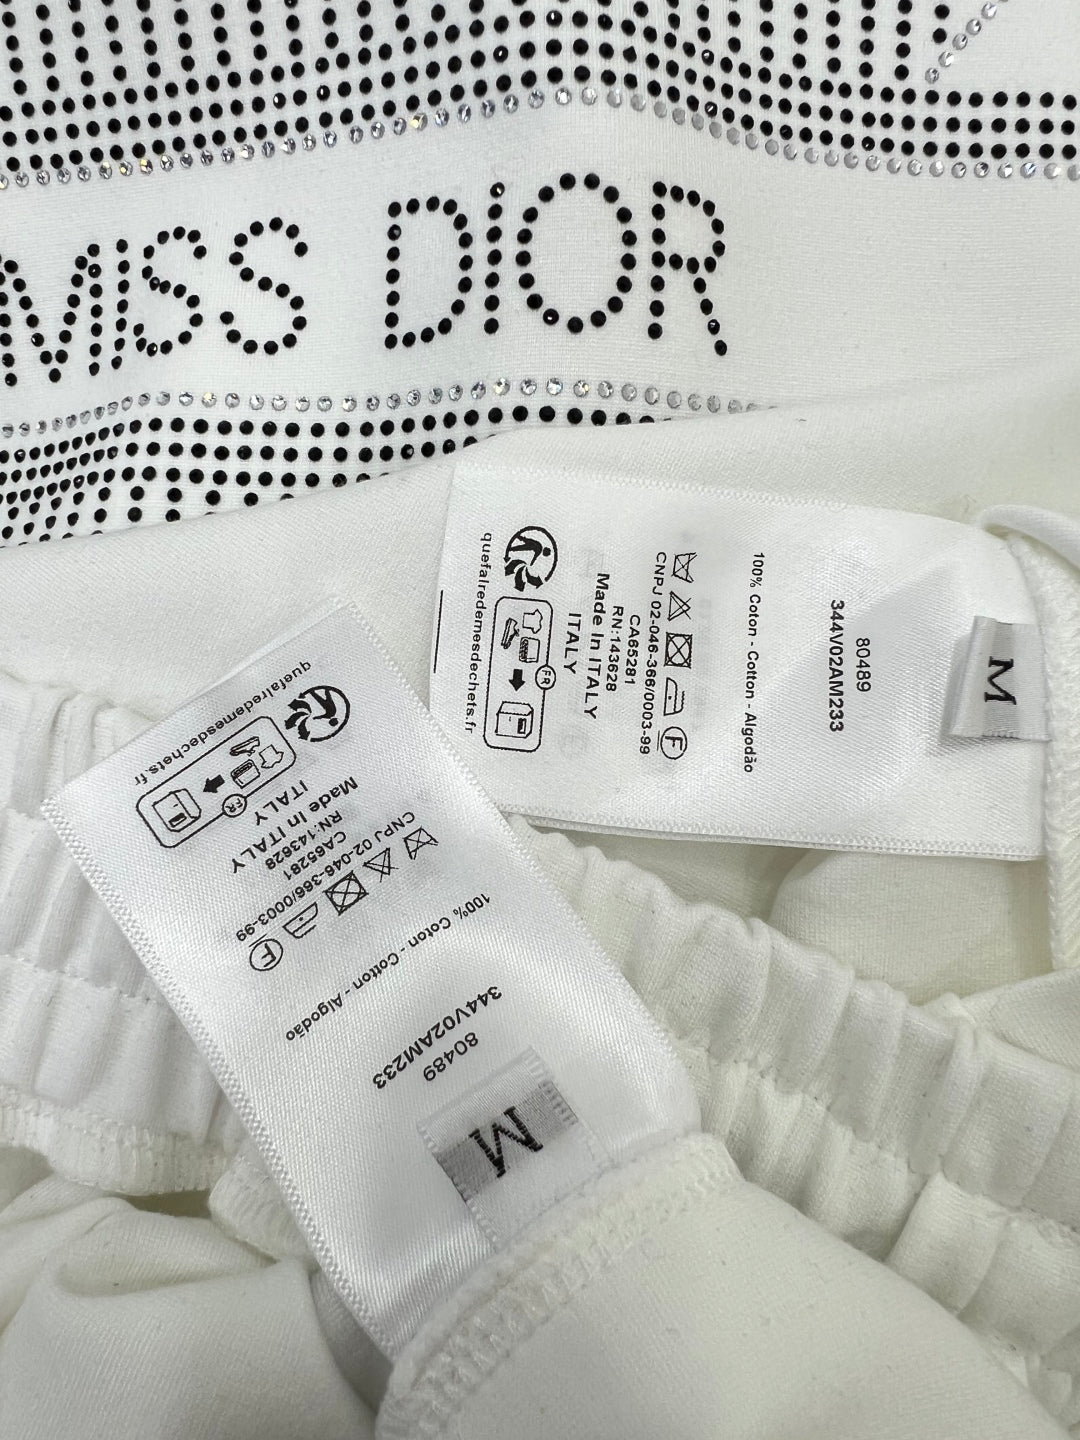 MISS DIOR
M
80489
344V02AM233
100% Coton - Cotton - Algodão
F
CNPJ 02-046-366/0003-99
CA65281
RN:143628
Made In ITALY
ITALY
FR
quefairedemesdechets.fr
M
80489
344V02AM233
100% Coton - Cotton - Algodão
F
CNPJ 02-046-366/0003-99
CA65281
RN:143628
Made In ITALY
ITALY
FR
quefairedemesdechets.fr